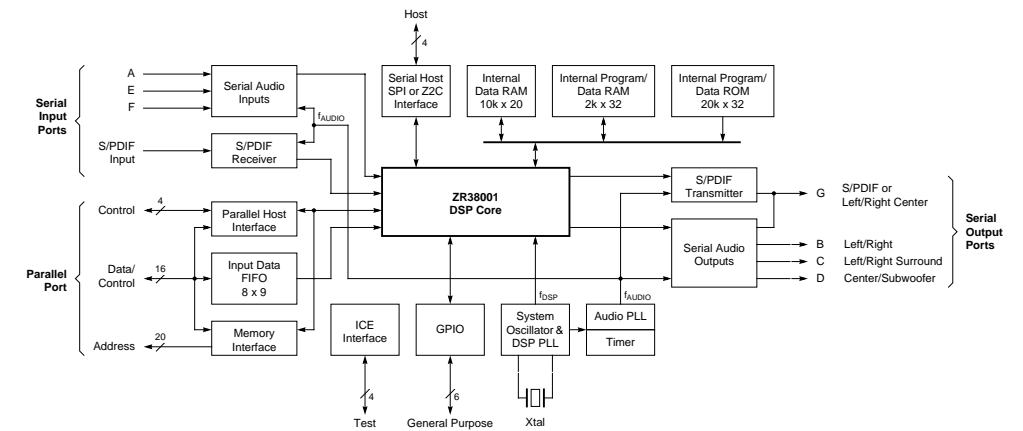 Host
4
Serial
Input
Ports
A
E
F
Serial Audio
Inputs
fAUDIO
S/PDIF
Input
S/PDIF
Receiver
Serial Host
SPI or Z2C
Interface
Internal
Data RAM
10k x 20
Internal Program/
Data RAM
2k x 32
Internal Program/
Data ROM
20k x 32
ZR38001
DSP Core
S/PDIF
Transmitter
G
S/PDIF or
Left/Right Center
Serial Audio
Outputs
B
Left/Right
C
Left/Right Surround
D
Center/Subwoofer
Serial
Output
Ports
Parallel
Port
Control
4
Parallel Host
Interface
Data/
Control
16
Input Data
FIFO
8 x 9
Address
20
Memory
Interface
ICE
Interface
4
Test
GPIO
6
General Purpose
fDSP
System
Oscillator &
DSP PLL
Xtal
fAUDIO
Audio PLL
Timer